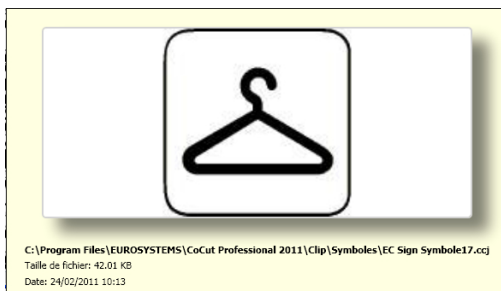 C:\Program Files\EUROSYSTEMS\CoCut Professional 2011\Clip\Symboles\EC Sign Symbole17.ccj
Taille de fichier: 42.01 KB
Date: 24/02/2011 10:13